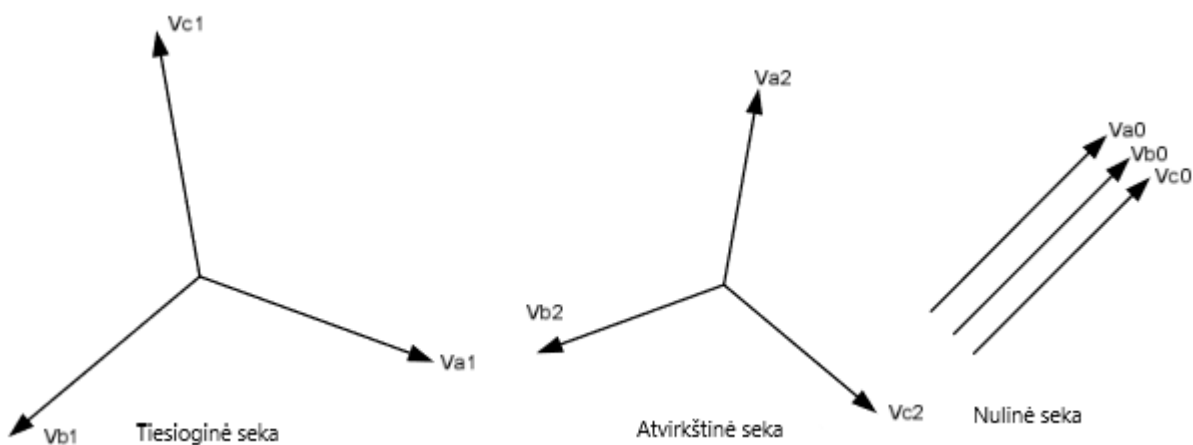 Vc1
Va1
Vb1
Tiesioginė seka
Va2
Vb2
Vc2
Atvirkštinė seka
Va0
Vb0
Vc0
Nulinė seka